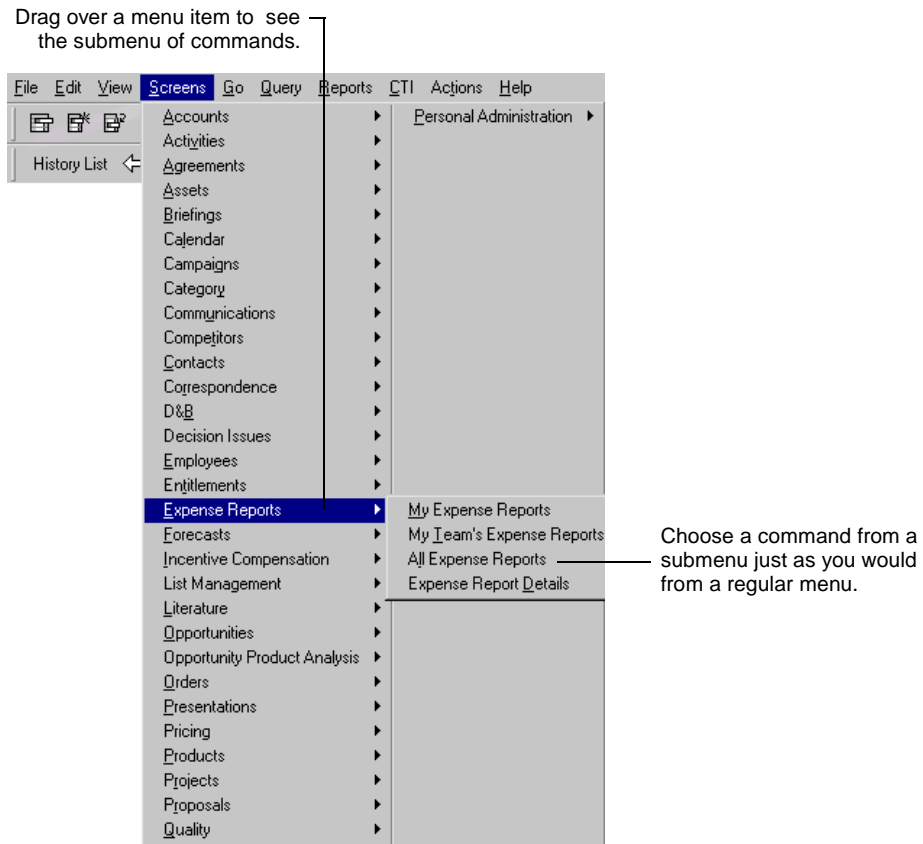 Drag over a menu item to see
the submenu of commands.
File Edit View Screens Go Query Reports CTI Actions Help
History List
Accounts
Activities
Agreements
Assets
Briefings
Calendar
Campaigns
Category
Communications
Competitors
Contacts
Correspondence
D&B
Decision Issues
Employees
Entitlements
Expense Reports
Forecasts
Incentive Compensation
List Management
Literature
Opportunities
Opportunity Product Analysis
Orders
Presentations
Pricing
Products
Projects
Proposals
Quality
Personal Administration
My Expense Reports
My Team's Expense Reports
All Expense Reports
Expense Report Details
Choose a command from a
submenu just as you would
from a regular menu.